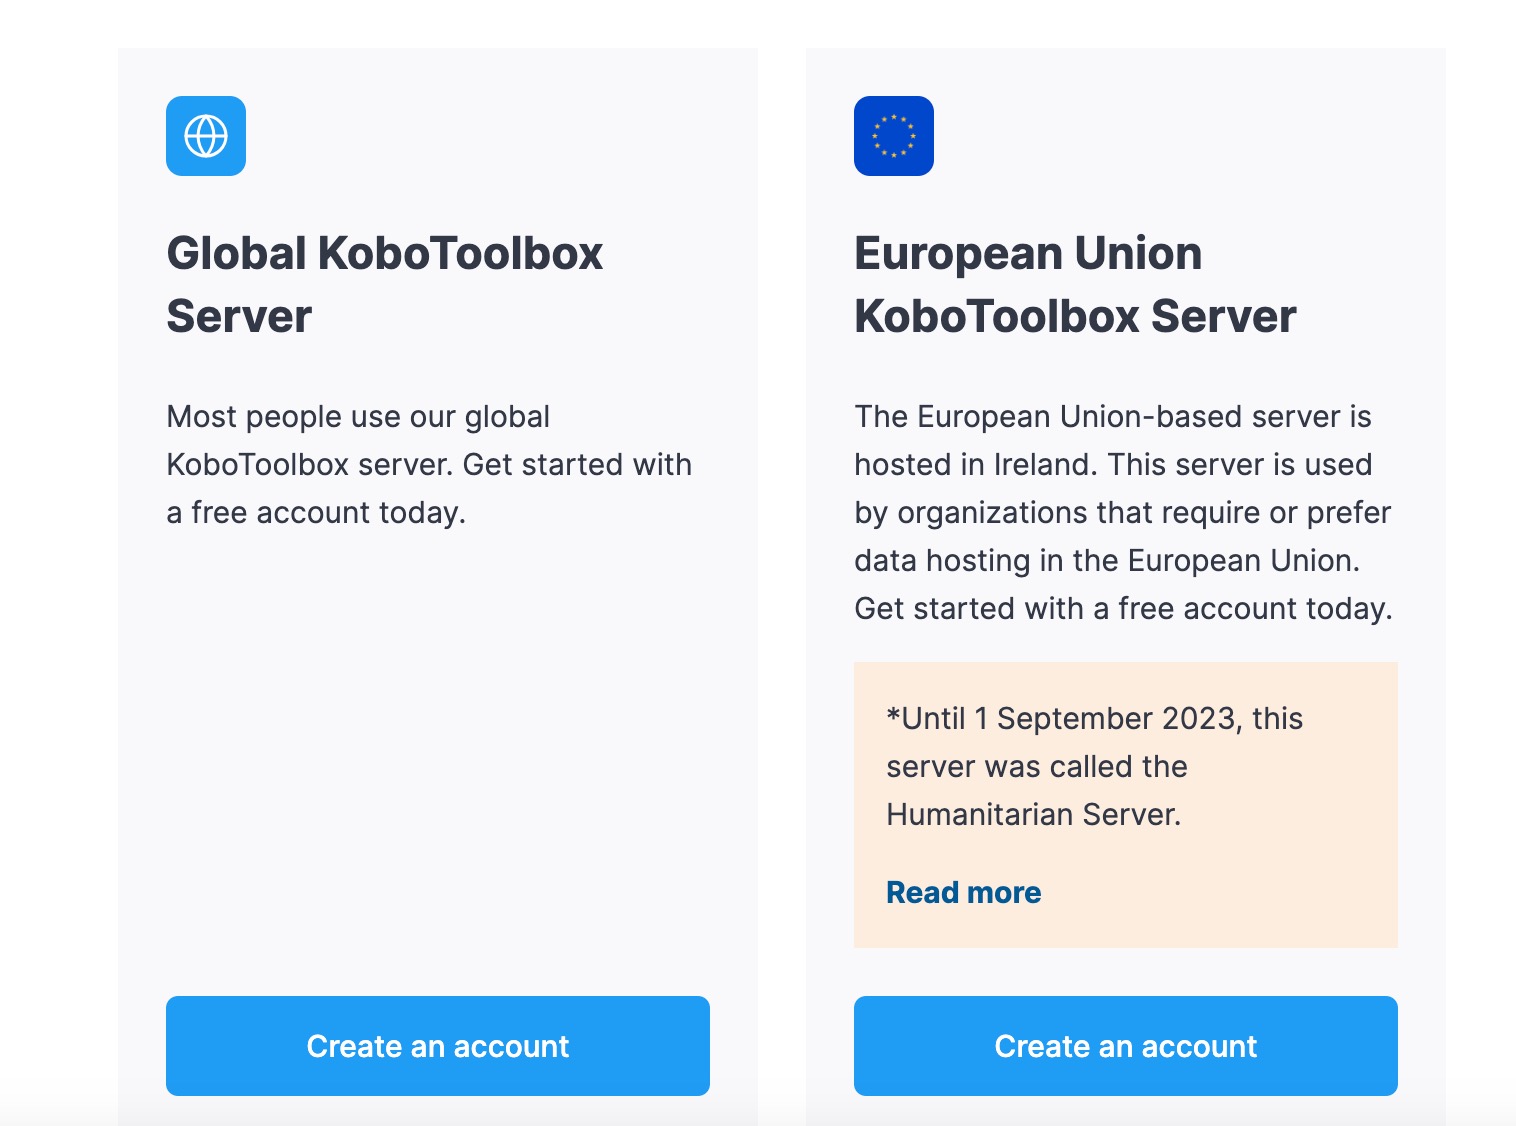 Global KoboToolbox
Server
Most people use our global
KoboToolbox server. Get started with
a free account today.
Create an account
European Union
KoboToolbox Server
The European Union-based server is
hosted in Ireland. This server is used
by organizations that require or prefer
data hosting in the European Union.
Get started with a free account today.
*Until 1 September 2023, this
server was called the
Humanitarian Server.
Read more
Create an account